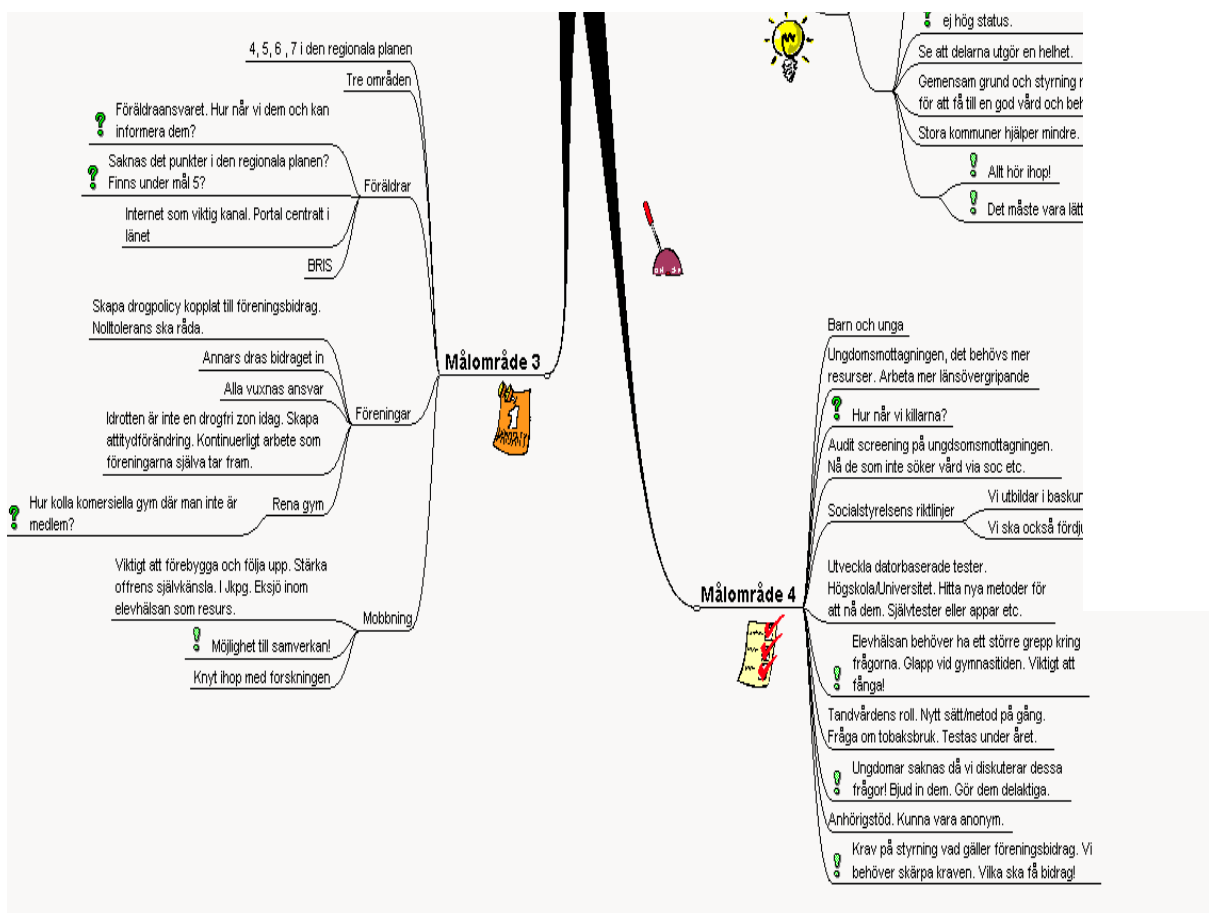 4, 5, 6 , 7 i den regionala planen
Tre områden
Föräldraansvaret. Hur når vi dem och kan
informera dem?
Saknas det punkter i den regionala planen?
Finns under mål 5?
Föräldrar
Internet som viktig kanal. Portal centralt i
länet
BRIS
Skapa drogpolicy kopplat till föreningsbidrag.
Nolltolerans ska råda.
Annars dras bidraget in
Alla vuxnas ansvar
Föreningar
Idrotten är inte en drogfri zon idag. Skapa
attitydförändring. Kontinuerligt arbete som
föreningarna själva tar fram.
Rena gym
Hur kolla komersiella gym där man inte är
medlem?
Målområde 3
1
Viktigt att förebygga och följa upp. Stärka
offrens självkänsla. I Jkpg. Eksjö inom
elevhälsan som resurs.
Mobbning
Möjlighet till samverkan!
Knyt ihop med forskningen
ej hög status.
Se att delarna utgör en helhet.
Gemensam grund och styrning
för att få till en god vård och
Stora kommuner hjälper mindre.
Allt hör ihop!
Det måste vara lätt
Målområde 4
Barn och unga
Ungdomsmottagningen, det behövs mer
resurser. Arbeta mer länsövergripande
Hur når vi killarna?
Audit screening på ungdsomsmottagningen.
Nå de som inte söker vård via soc etc.
Socialstyrelsens riktlinjer
Vi utbildar i
Vi ska också
Utveckla datorbaserade tester.
Högskola/Universitet. Hitta nya metoder för
att nå dem. Självtester eller appar etc.
Elevhälsan behöver ha ett större grepp kring
frågorna. Glapp vid gymnasitiden. Viktigt att
fånga!
Tandvårdens roll. Nytt sätt/metod på gång.
Fråga om tobaksbruk. Testas under året.
Ungdomar saknas då vi diskuterar dessa
frågor! Bjud in dem. Gör dem delaktiga.
Anhörigstöd. Kunna vara anonym.
Krav på styrning vad gäller föreningsbidrag. Vi
behöver skärpa kraven. Vilka ska få bidrag!